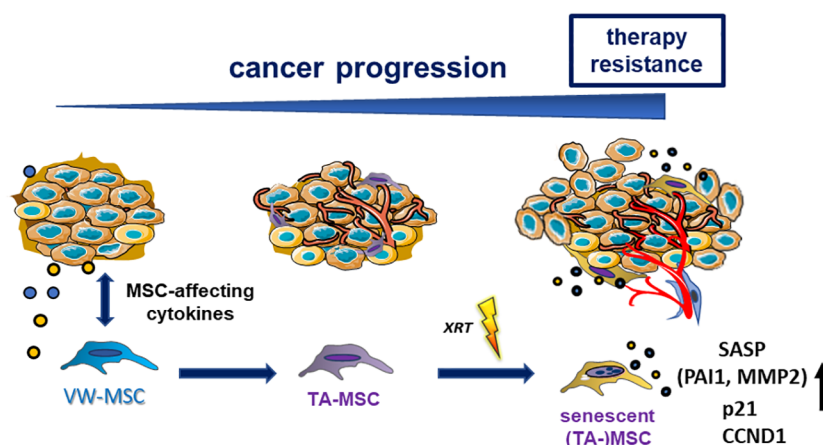 therapy
resistance
cancer progression
MSC-affecting
cytokines
XRT
VW-MSC
TA-MSC
senescent
(TA-)MSC
SASP
(PAI1, MMP2)
p21
CCND1